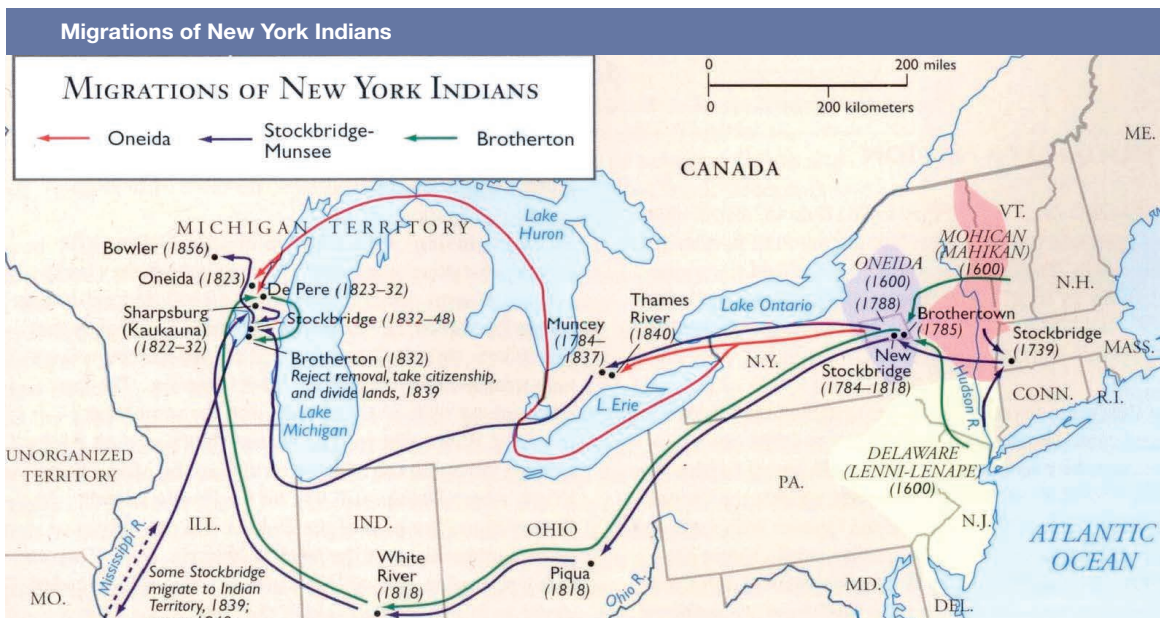 Migrations of New York Indians
MIGRATIONS OF NEW YORK INDIANS
Oneida
Stockbridge-
Munsee
Brotherton
0
200 miles
0
200 kilometers
CANADA
ME.
MICHIGAN TERRITORY
Lake
Huron
VT.
MOHICAN
(MAHIKAN)
(1600)
N.H.
Bowler (1856)
Oneida (1823)
De Pere (1823–32)
Sharpsburg
(Kaukauna)
(1822–32)
Stockbridge (1832–48)
Brotherton (1832)
Reject removal, take citizenship,
and divide lands, 1839
Lake
Michigan
Muncey
(1784–
1837)
Thames
River
(1840)
Lake Ontario
ONEIDA
(1600)
(1788)
Brothertown
(1785)
Stockbridge
(1739)
MASS.
N.Y.
New
Stockbridge
(1784–1818)
Hudson R.
CONN.
R.I.
L. Erie
UNORGANIZED
TERRITORY
DELAWARE
(LENNI-LENAPE)
(1600)
PA.
N.J.
ATLANTIC
OCEAN
ILL.
IND.
OHIO
Mississippi R.
White
River
(1818)
Piqua
(1818)
Ohio R.
MD.
DEL.
MO.
Some Stockbridge
migrate to Indian
Territory, 1839;